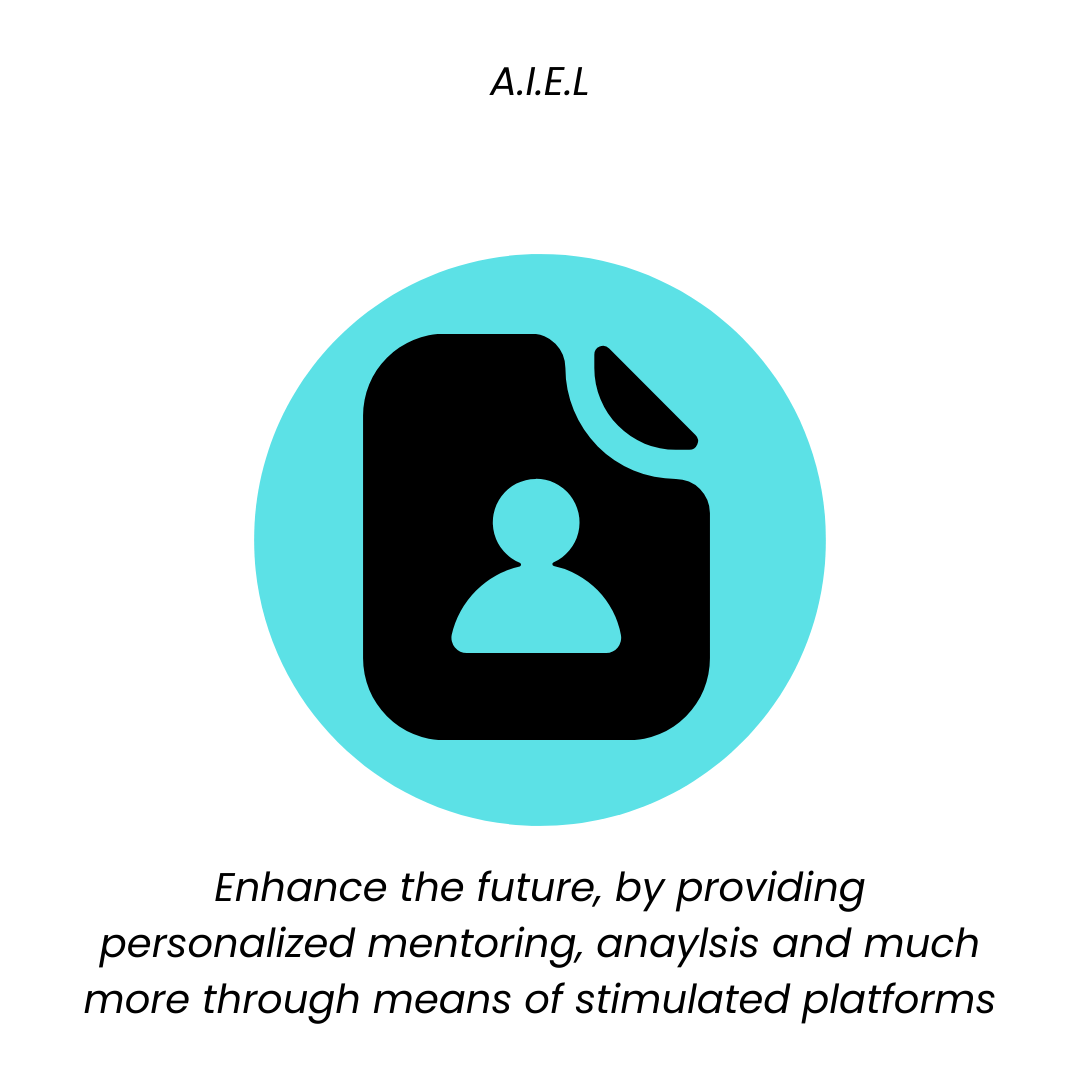 A.I.E.L
Enhance the future, by providing
personalized mentoring, anaylsis and much
more through means of stimulated platforms